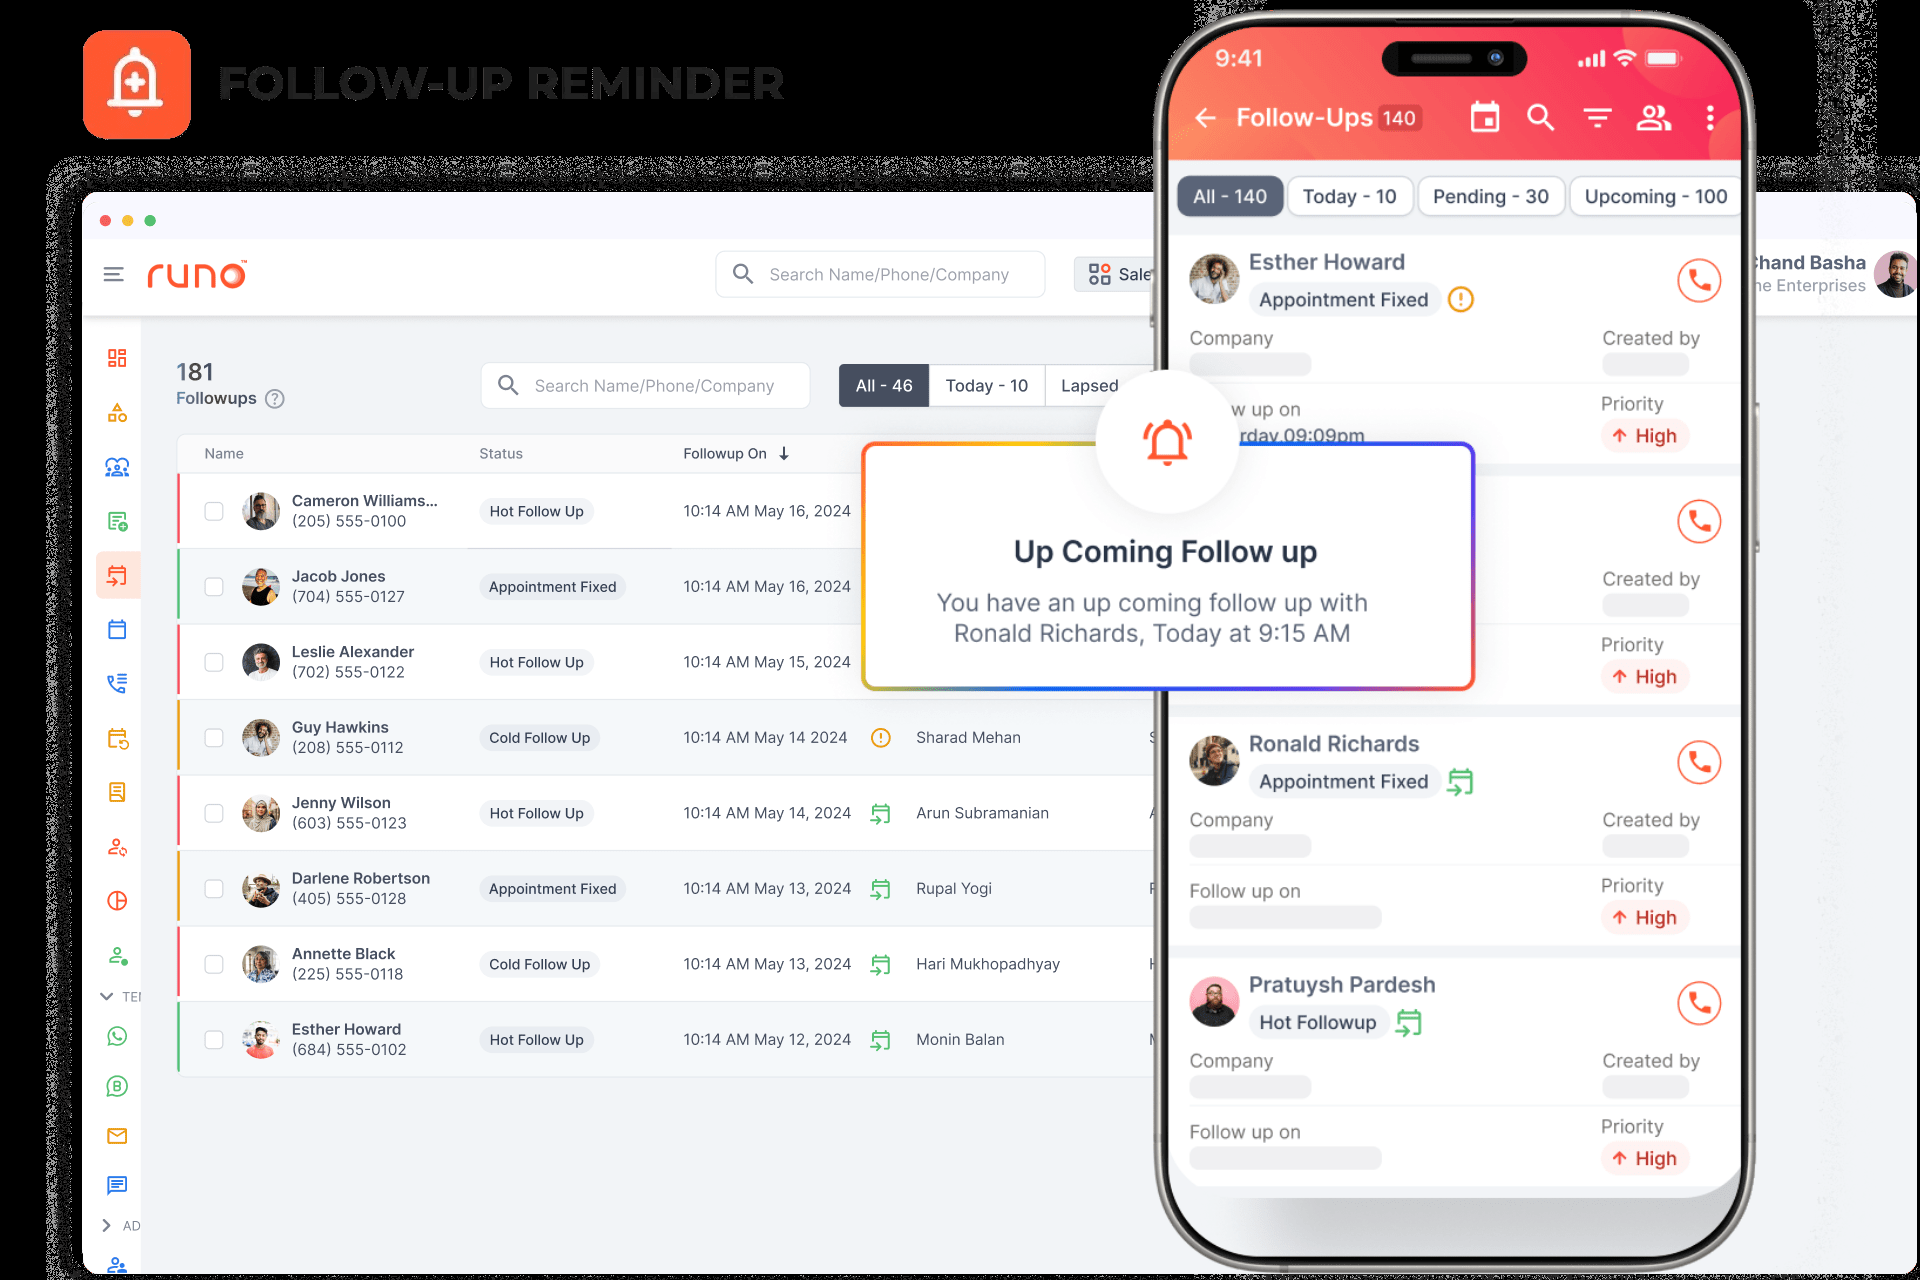 FOLLOW-UP REMINDER
runo™
Search Name/Phone/Company
Sale
Chand Basha
Enterprises
181
Followups
Search Name/Phone/Company
All - 46
Today - 10
Lapsed
Name
Status
Followup On
Cameron Williams...
(205) 555-0100
Hot Follow Up
10:14 AM May 16, 2024
Jacob Jones
(704) 555-0127
Appointment Fixed
10:14 AM May 16, 2024
Leslie Alexander
(702) 555-0122
Hot Follow Up
10:14 AM May 15, 2024
Guy Hawkins
(208) 555-0112
Cold Follow Up
10:14 AM May 14 2024
Sharad Mehan
Jenny Wilson
(603) 555-0123
Hot Follow Up
10:14 AM May 14, 2024
Arun Subramanian
Darlene Robertson
(405) 555-0128
Appointment Fixed
10:14 AM May 13, 2024
Rupal Yogi
Annette Black
(225) 555-0118
Cold Follow Up
10:14 AM May 13, 2024
Hari Mukhopadhyay
Esther Howard
(684) 555-0102
Hot Follow Up
10:14 AM May 12, 2024
Monin Balan
AD
Up Coming Follow up
You have an up coming follow up with
Ronald Richards, Today at 9:15 AM
9:41
Follow-Ups 140
All - 140
Today - 10
Pending - 30
Upcoming - 100
Esther Howard
Appointment Fixed
Company
Created by
up on
09:09pm
Priority
High
Created by
Priority
High
Ronald Richards
Appointment Fixed
Company
Created by
Follow up on
Priority
High
Pratuysh Pardesh
Hot Followup
Company
Created by
Follow up on
Priority
High